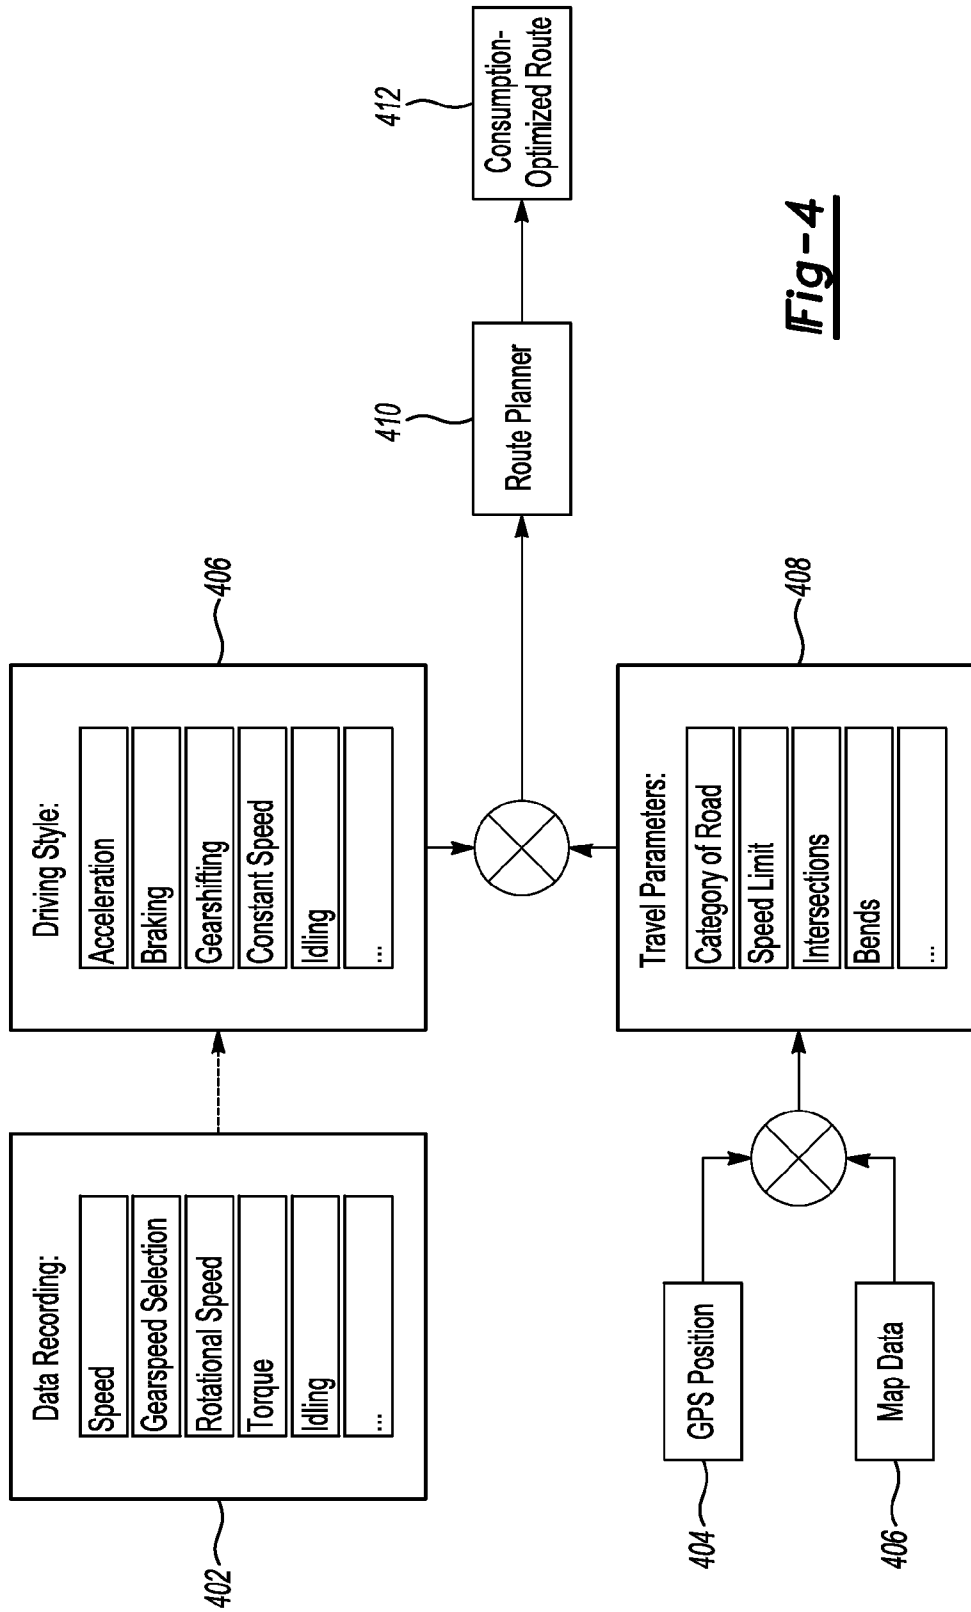 Data Recording:
Speed
Gearspeed Selection
Rotational Speed
Torque
Idling
...
402
Driving Style:
Acceleration
Braking
Gearshifting
Constant Speed
Idling
...
406
GPS Position
404
Map Data
406
Travel Parameters:
Category of Road
Speed Limit
Intersections
Bends
...
408
Route Planner
410
Consumption-
Optimized Route
412
Fig-4